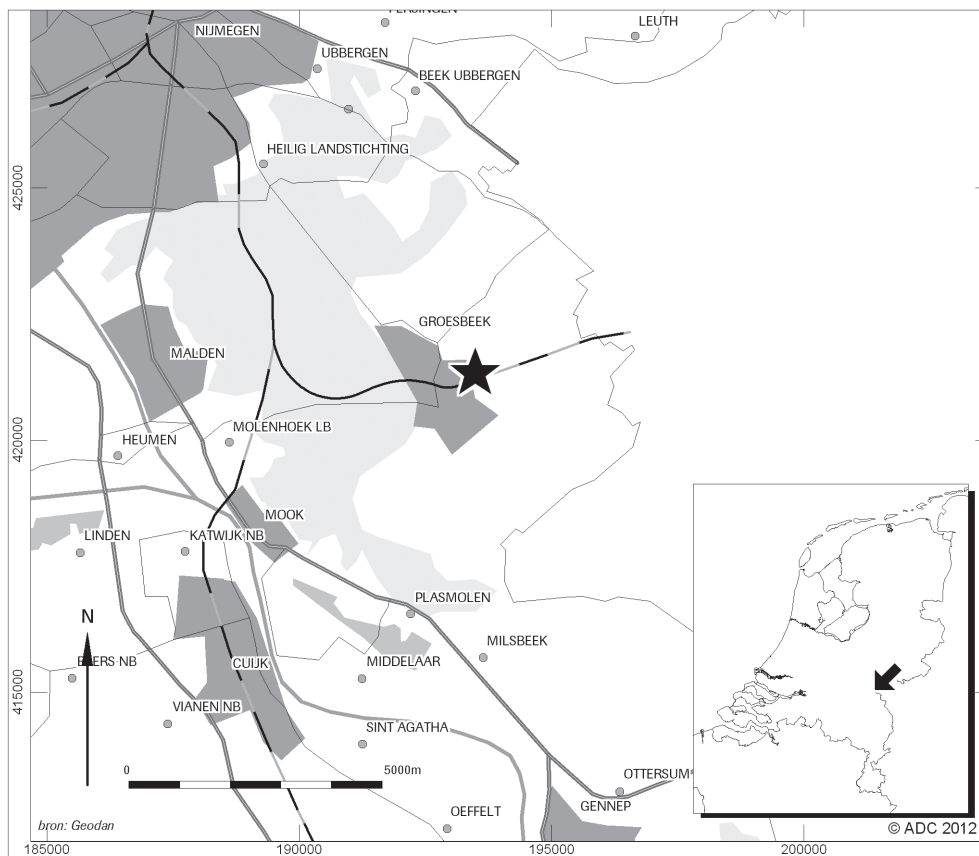 LEUTH
NIJMEGEN
UBBERGEN
BEEK UBBERGEN
HEILIG LANDSTICHTING
425000
GROESBEEK
MALDEN
MOLENHOEK LB
HEUMEN
420000
MOOK
KATWIJK NB
LINDEN
PLASMOLEN
N
MILSBEEK
MIDDELAAR
CUIJK
415000
VIANEN NB
SINT AGATHA
0 5000m
OTTERSUM
GENNEP
OEFFELT
bron: Geodan
© ADC 2012
185000 190000 195000 200000